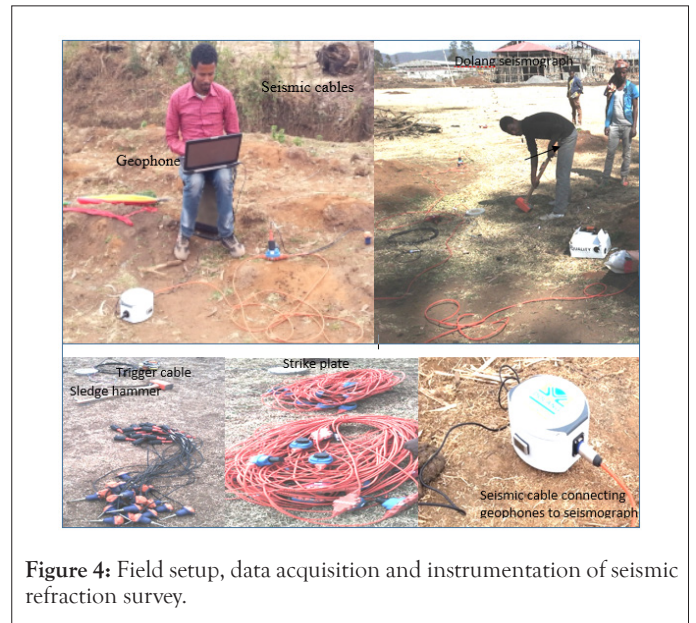 Seismic cables
Dolang seismograph
Geophone
QUALITY
Trigger cable
Sledge hammer
Strike plate
Seismic cable connecting
geophones to seismograph
Figure 4: Field setup, data acquisition and instrumentation of seismic
refraction survey.